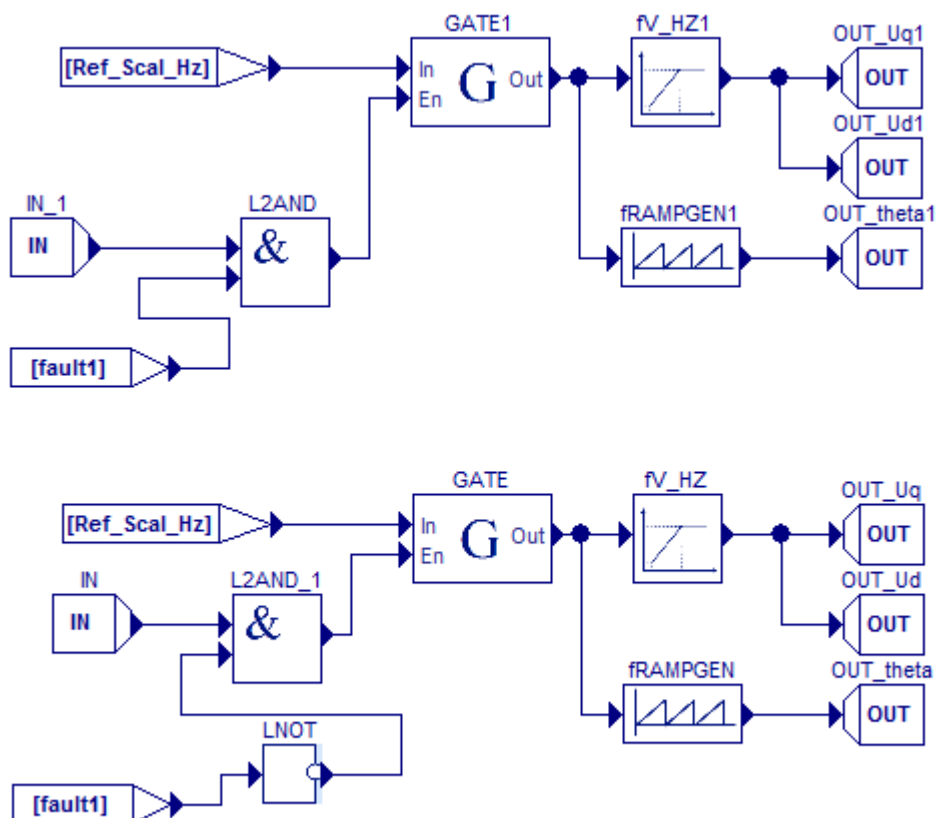 GATE1
fV_HZ1
OUT_Uq1
[Ref_Scal_Hz]
In
En
G
Out
OUT
OUT_Ud1
OUT
IN_1
L2AND
fRAMPGEN1
OUT_theta1
IN
&
OUT
[fault1]
GATE
fV_HZ
OUT_Uq
[Ref_Scal_Hz]
In
En
G
Out
OUT
IN
L2AND_1
OUT_Ud
IN
&
OUT
fRAMPGEN
OUT_theta
OUT
LNOT
[fault1]